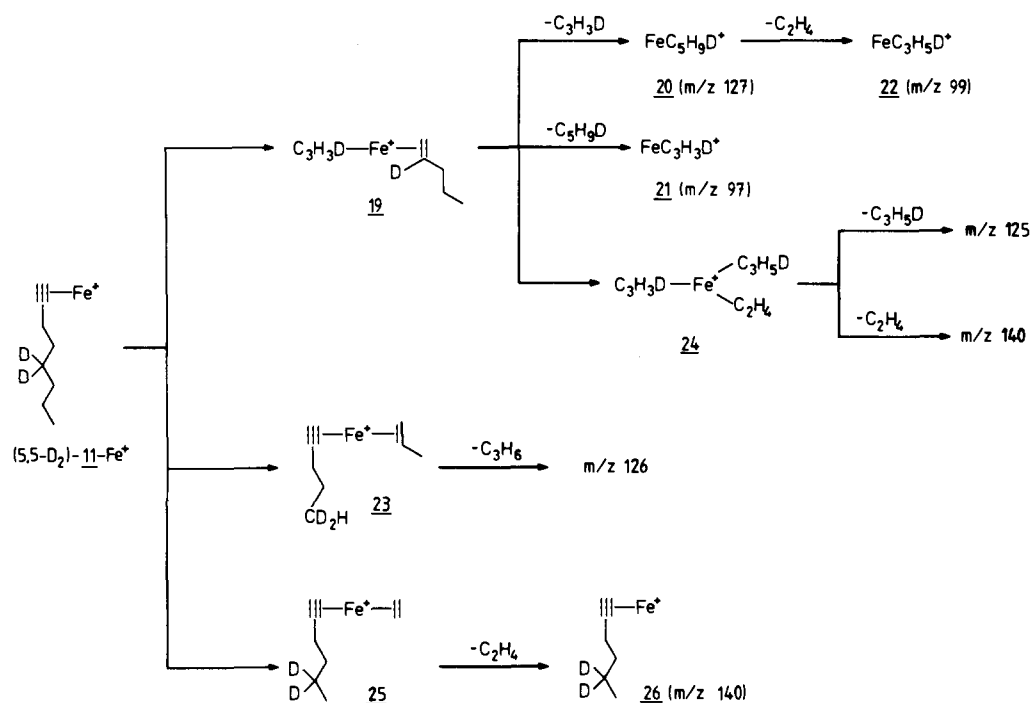 -C₃H₃D
FeC₅H₉D⁺
-C₂H₄
FeC₃H₅D⁺
20 (m/z 127)
22 (m/z 99)
-C₅H₉D
C₃H₃D—Fe⁺
FeC₃H₃D⁺
D
19
21 (m/z 97)
-C₃H₅D
m/z 125
C₃H₅D
C₃H₃D—Fe⁺
C₂H₄
24
-C₂H₄
m/z 140
Fe⁺
D
D
(5,5-D₂)-11-Fe⁺
Fe⁺
-C₃H₆
m/z 126
23
CD₂H
Fe⁺
Fe⁺
-C₂H₄
D
D
25
D
D
26 (m/z 140)